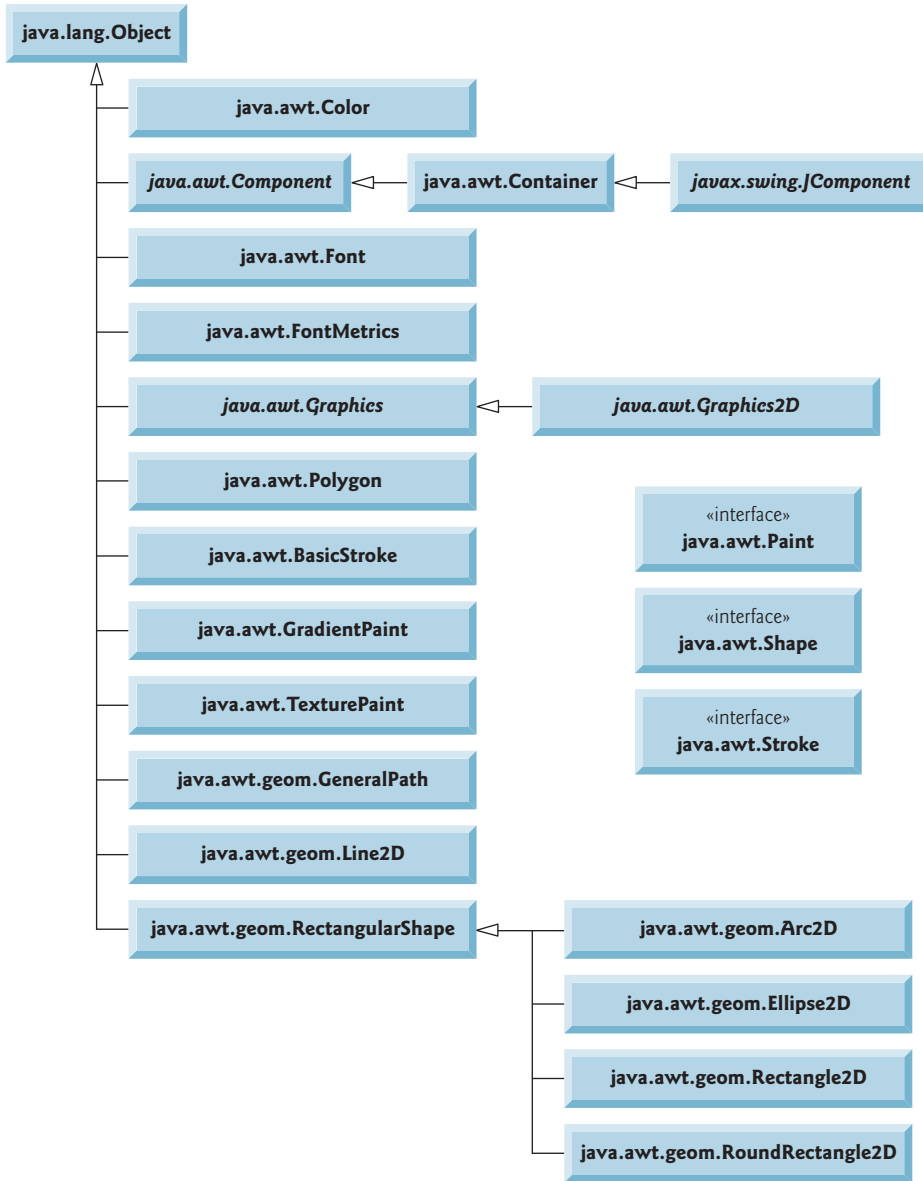 java.lang.Object
java.awt.Color
java.awt.Component
java.awt.Container
javax.swing.JComponent
java.awt.Font
java.awt.FontMetrics
java.awt.Graphics
java.awt.Graphics2D
java.awt.Polygon
«interface»
java.awt.Paint
java.awt.BasicStroke
java.awt.GradientPaint
«interface»
java.awt.Shape
java.awt.TexturePaint
«interface»
java.awt.Stroke
java.awt.geom.GeneralPath
java.awt.geom.Line2D
java.awt.geom.RectangularShape
java.awt.geom.Arc2D
java.awt.geom.Ellipse2D
java.awt.geom.Rectangle2D
java.awt.geom.RoundRectangle2D